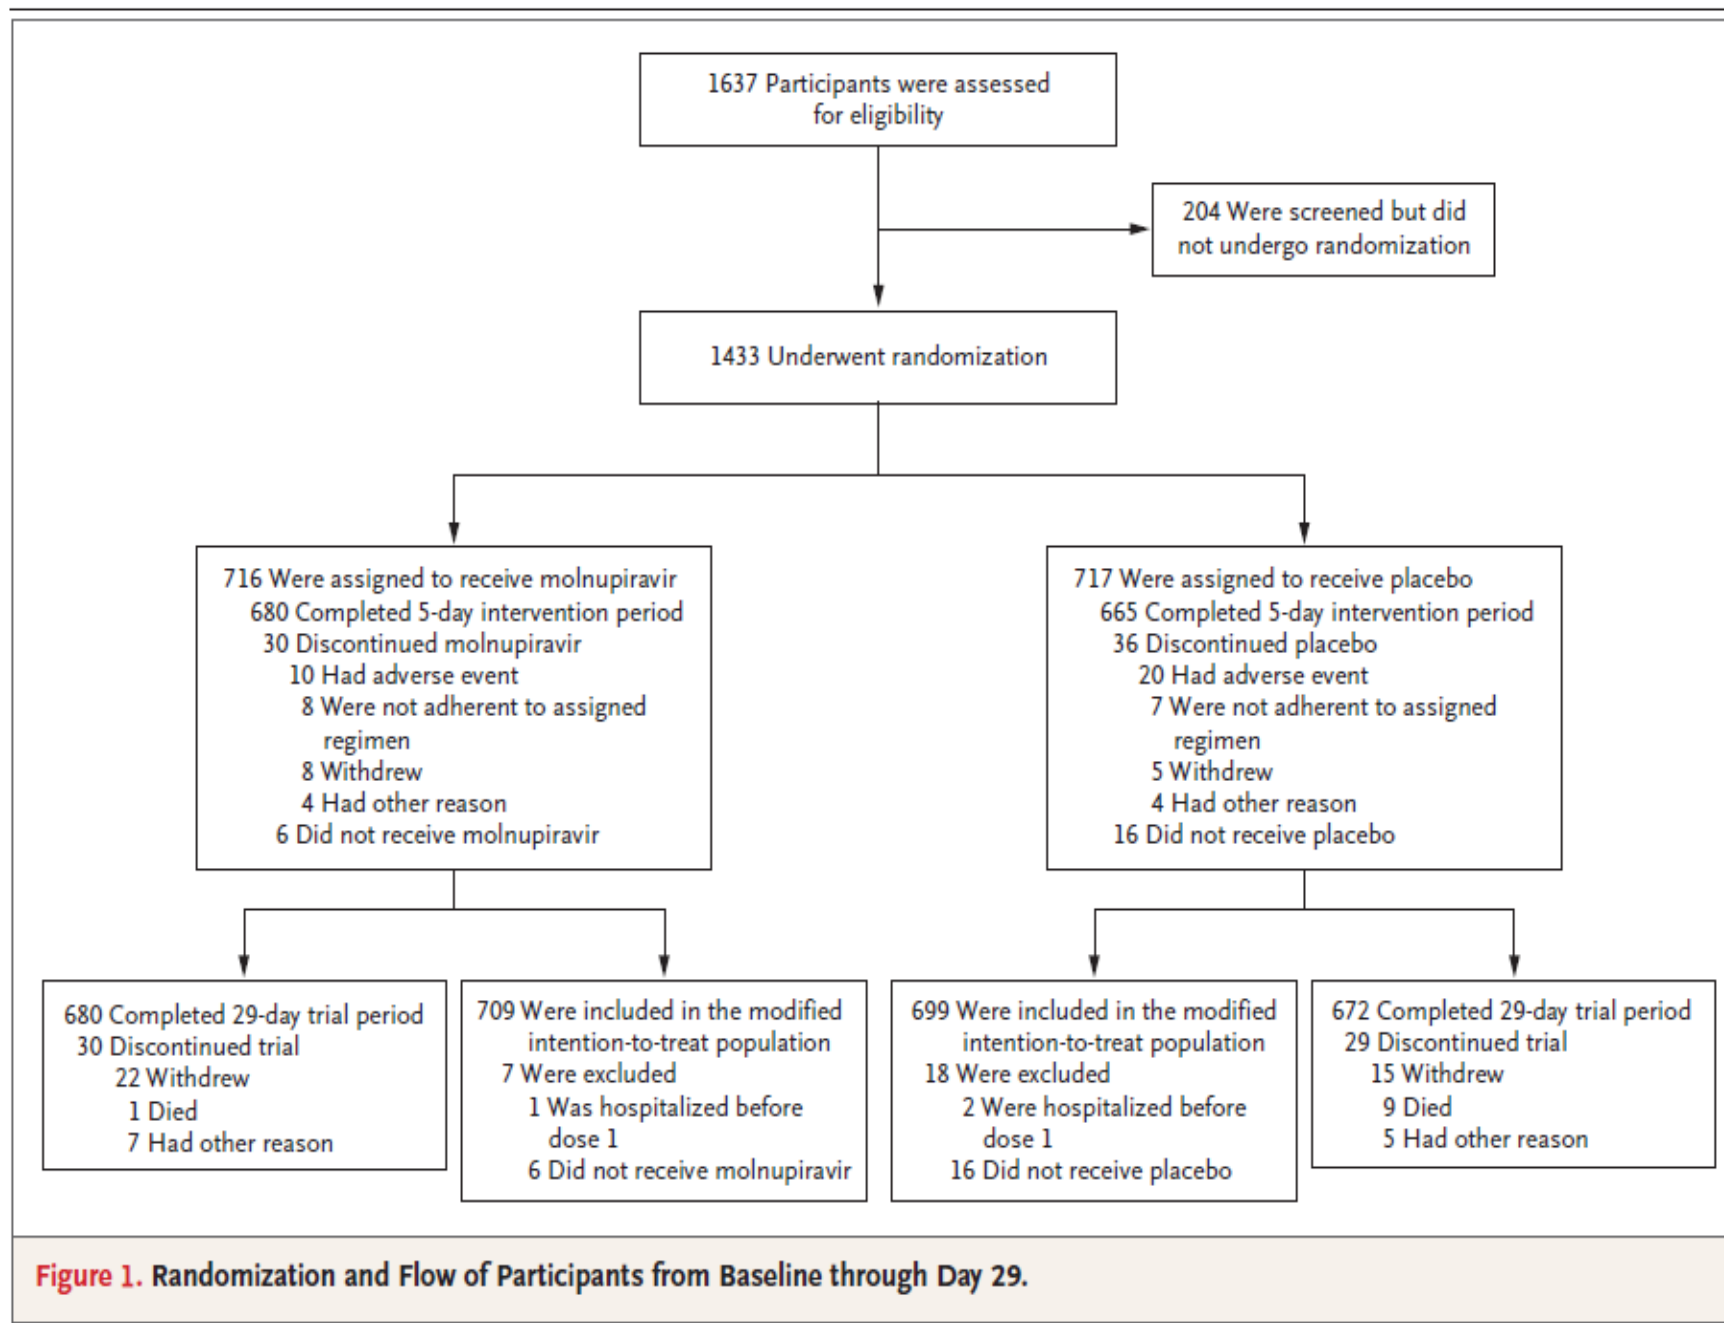 1637 Participants were assessed
for eligibility
204 Were screened but did
not undergo randomization
1433 Underwent randomization
716 Were assigned to receive molnupiravir
680 Completed 5-day intervention period
30 Discontinued molnupiravir
10 Had adverse event
8 Were not adherent to assigned
regimen
8 Withdrew
4 Had other reason
6 Did not receive molnupiravir
717 Were assigned to receive placebo
665 Completed 5-day intervention period
36 Discontinued placebo
20 Had adverse event
7 Were not adherent to assigned
regimen
5 Withdrew
4 Had other reason
16 Did not receive placebo
680 Completed 29-day trial period
30 Discontinued trial
22 Withdrew
1 Died
7 Had other reason
709 Were included in the modified
intention-to-treat population
7 Were excluded
1 Was hospitalized before
dose 1
6 Did not receive molnupiravir
699 Were included in the modified
intention-to-treat population
18 Were excluded
2 Were hospitalized before
dose 1
16 Did not receive placebo
672 Completed 29-day trial period
29 Discontinued trial
15 Withdrew
9 Died
5 Had other reason
Figure 1. Randomization and Flow of Participants from Baseline through Day 29.